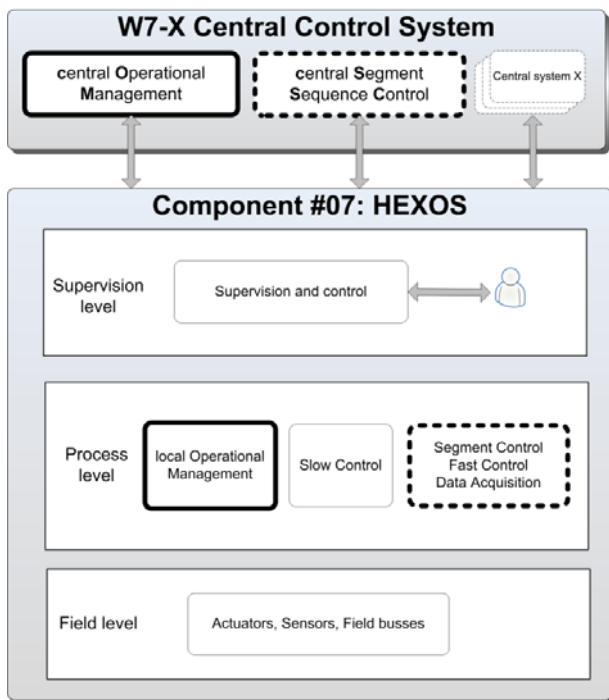 W7-X Central Control System
central Operational
Management
central Segment
Sequence Control
Central system X
Component #07: HEXOS
Supervision
level
Supervision and control
Process
level
local Operational
Management
Slow Control
Segment Control
Fast Control
Data Acquisition
Field level
Actuators, Sensors, Field busses